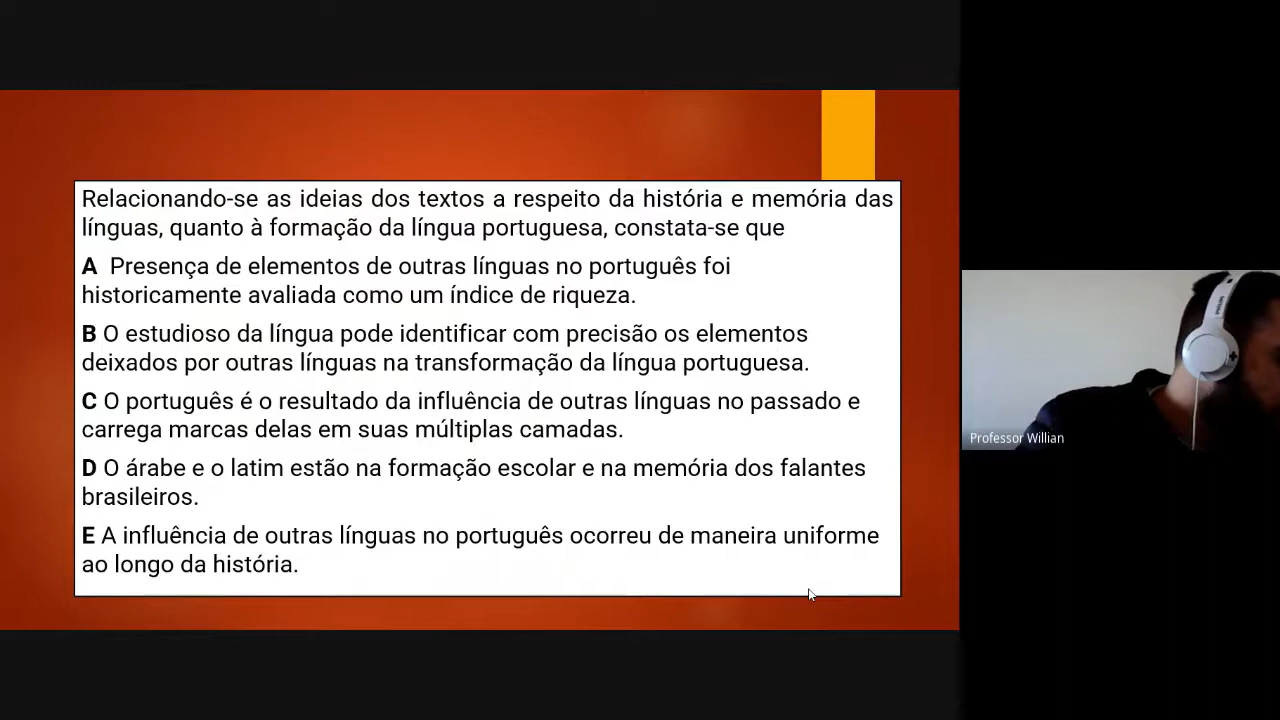 Relacionando-se as ideias dos textos a respeito da história e memória das
línguas, quanto à formação da língua portuguesa, constata-se que
A Presença de elementos de outras línguas no português foi
historicamente avaliada como um índice de riqueza.
B O estudioso da língua pode identificar com precisão os elementos
deixados por outras línguas na transformação da língua portuguesa.
C O português é o resultado da influência de outras línguas no passado e
carrega marcas delas em suas múltiplas camadas.
D O árabe e o latim estão na formação escolar e na memória dos falantes
brasileiros.
E A influência de outras línguas no português ocorreu de maneira uniforme
ao longo da história.
Professor Willian